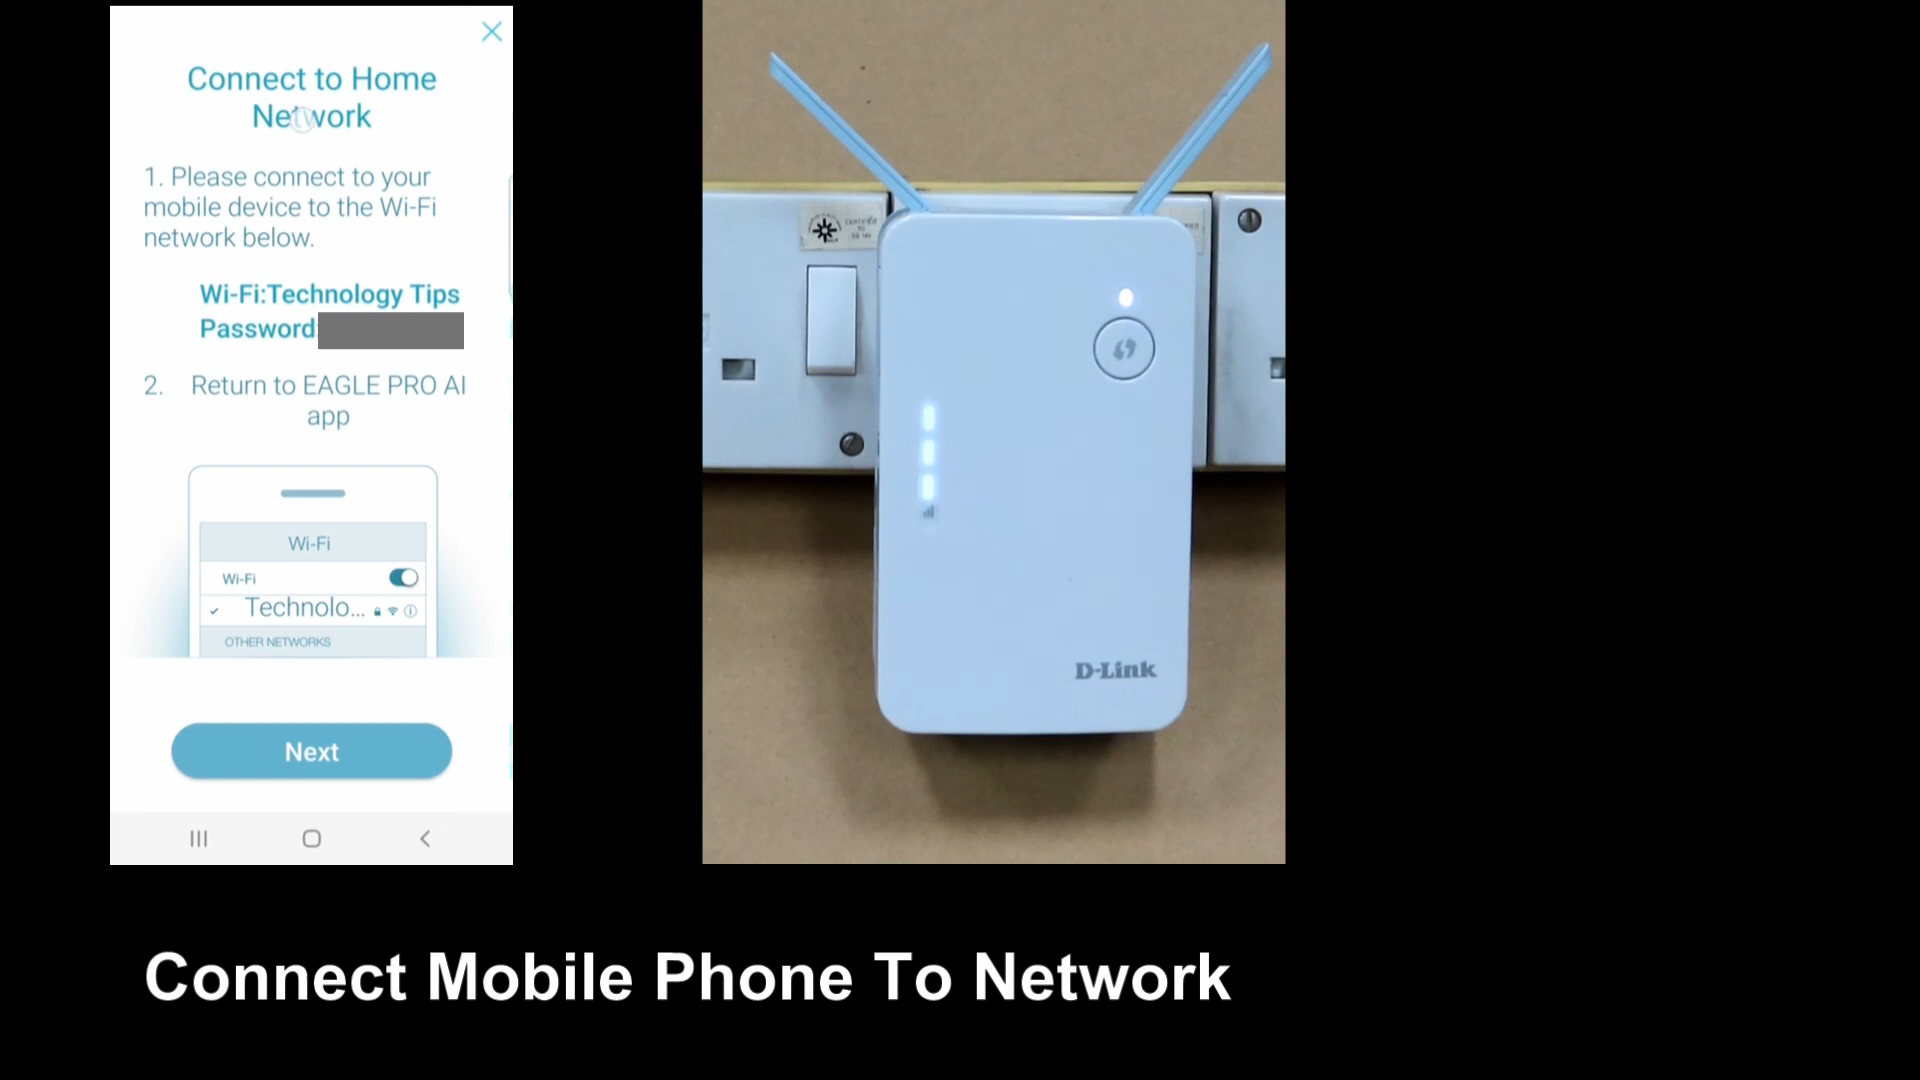 Connect to Home
Network
1. Please connect to your
mobile device to the Wi-Fi
network below.
Wi-Fi:Technology Tips
Password:
2. Return to EAGLE PRO AI
app
Wi-Fi
Wi-Fi
Technolo...
OTHER NETWORKS
Next
CERTIFIED
TO
D-Link
Connect Mobile Phone To Network